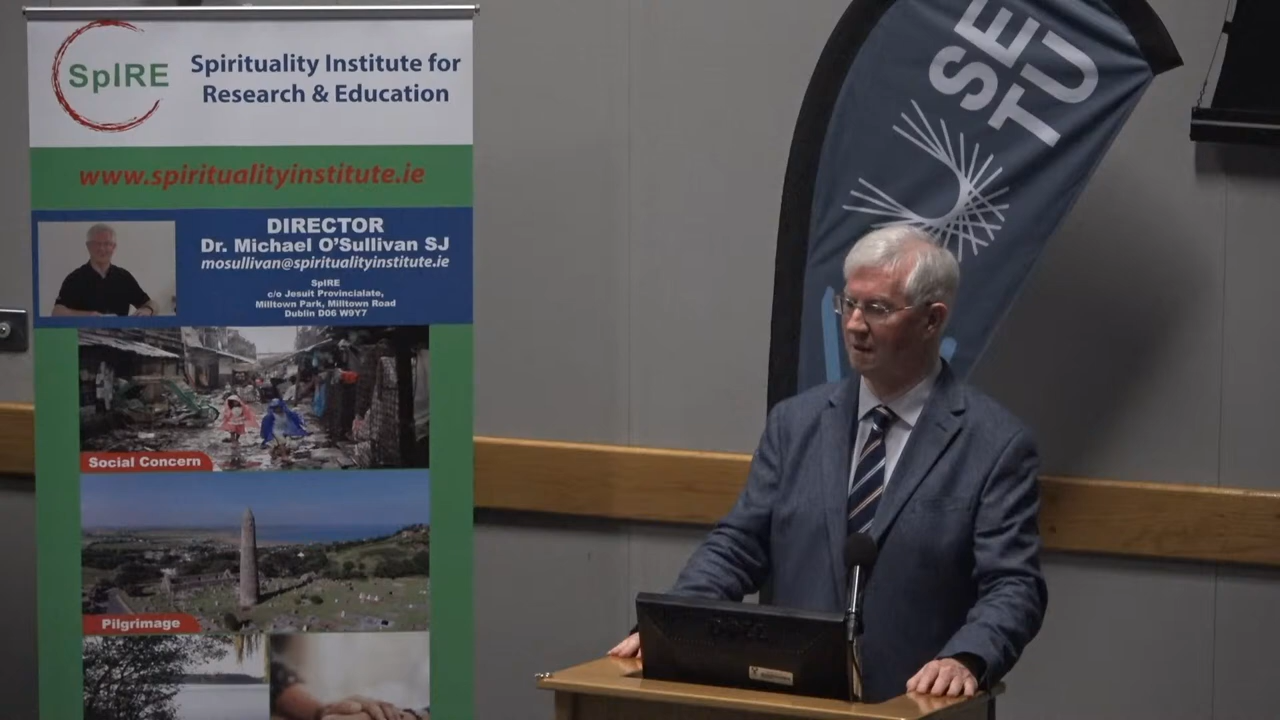 SpIRE
Spirituality Institute for
Research & Education
www.spiritualityinstitute.ie
DIRECTOR
Dr. Michael O'Sullivan SJ
mosullivan@spiritualityinstitute.ie
SpIRE
c/o Jesuit Provincialate,
Milltown Park, Milltown Road
Dublin D06 W9Y7
Social Concern
Pilgrimage
SE
TU